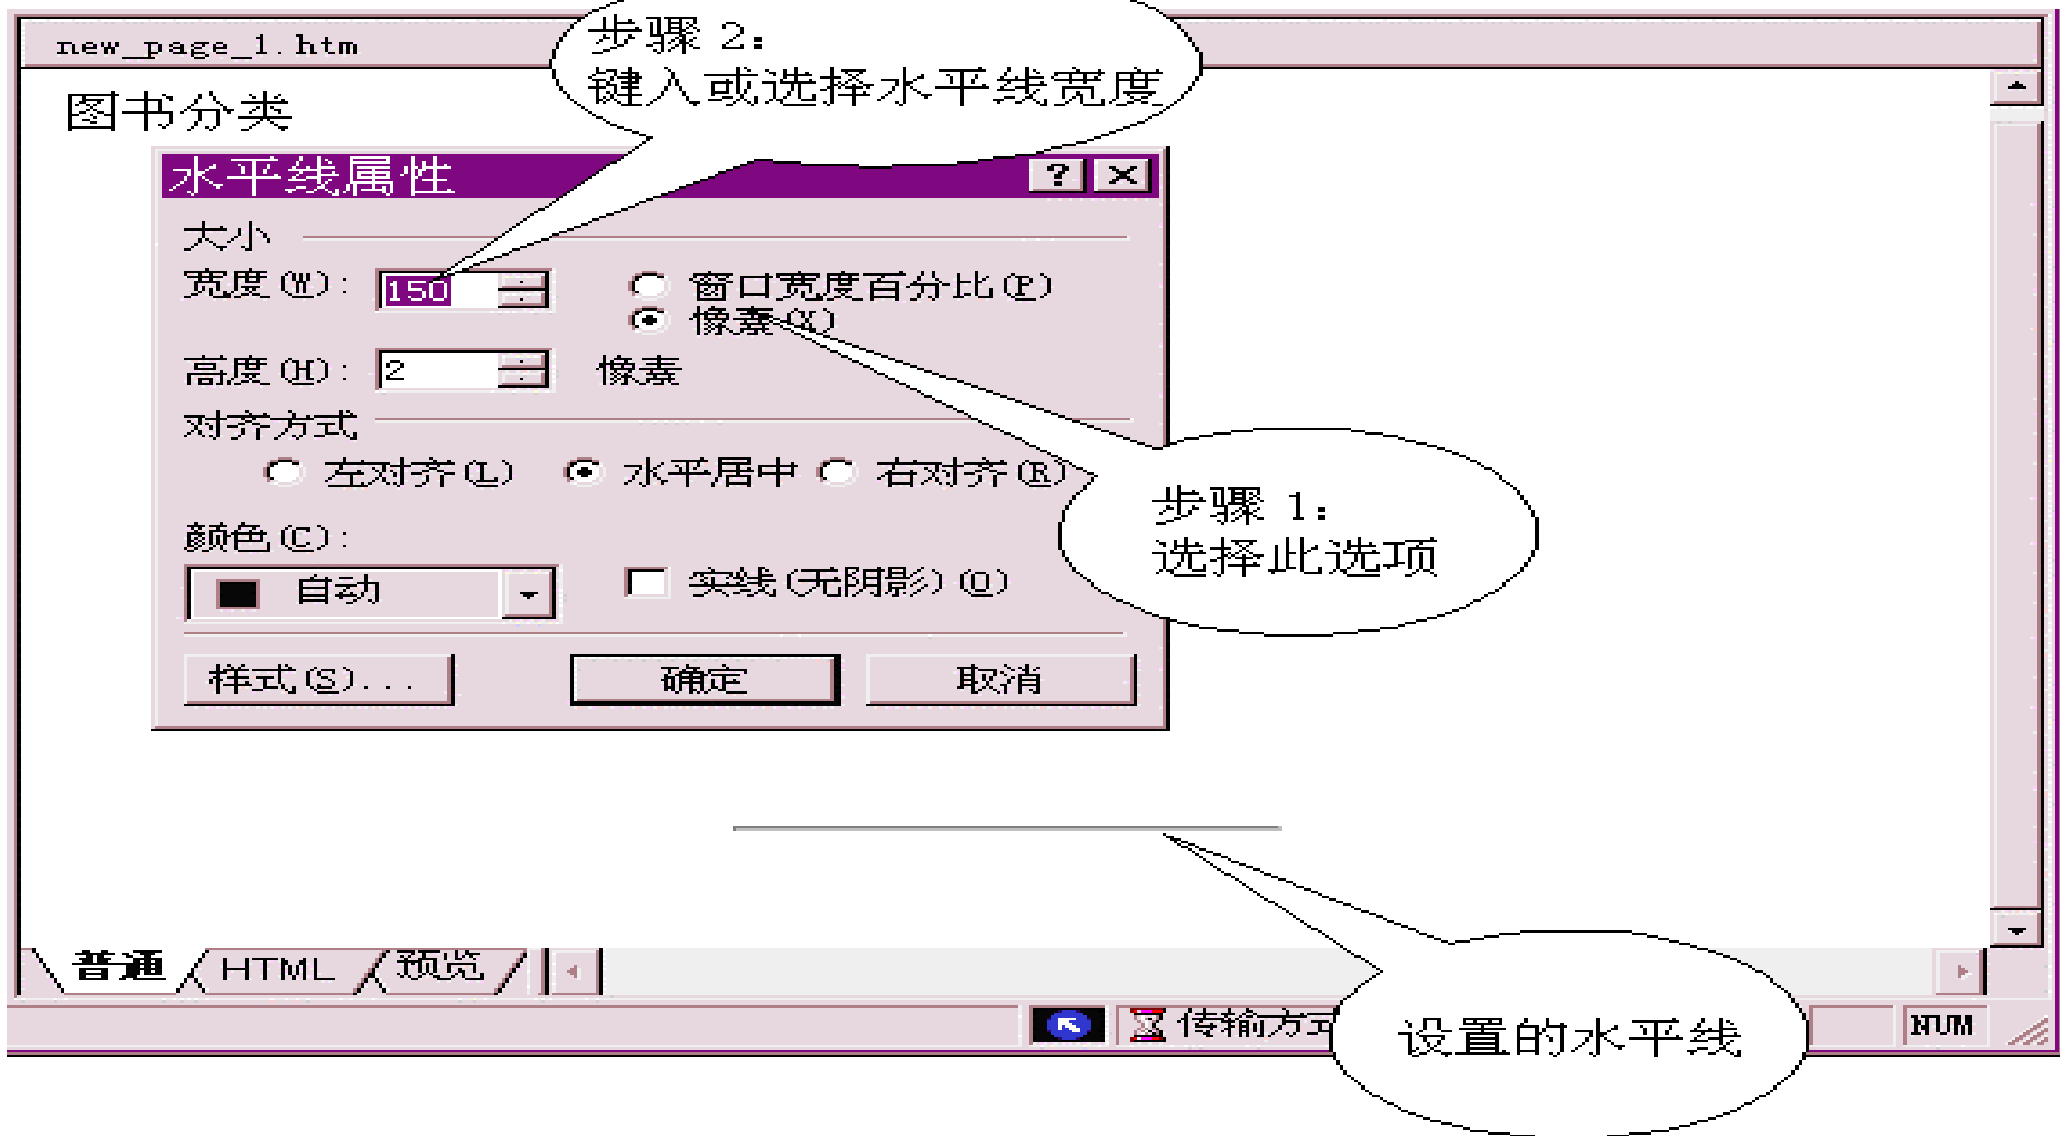 new_page_1.htm
步骤 2：
键入或选择水平线宽度
图书分类
水平线属性
大小
宽度(W)：
150
窗口宽度百分比(P)
像素(X)
高度(H)：
2
像素
对齐方式
左对齐(L)
水平居中
右对齐(R)
步骤 1：
选择此选项
颜色(C)：
自动
实线(无阴影)(O)
样式(S)...
确定
取消
普通
HTML
预览
传输方式
NUM
设置的水平线